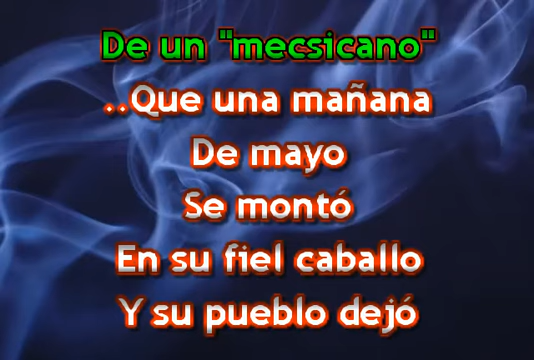 De un "mecsicano"
..Que una mañana
De mayo
Se montó
En su fiel caballo
Y su pueblo dejó